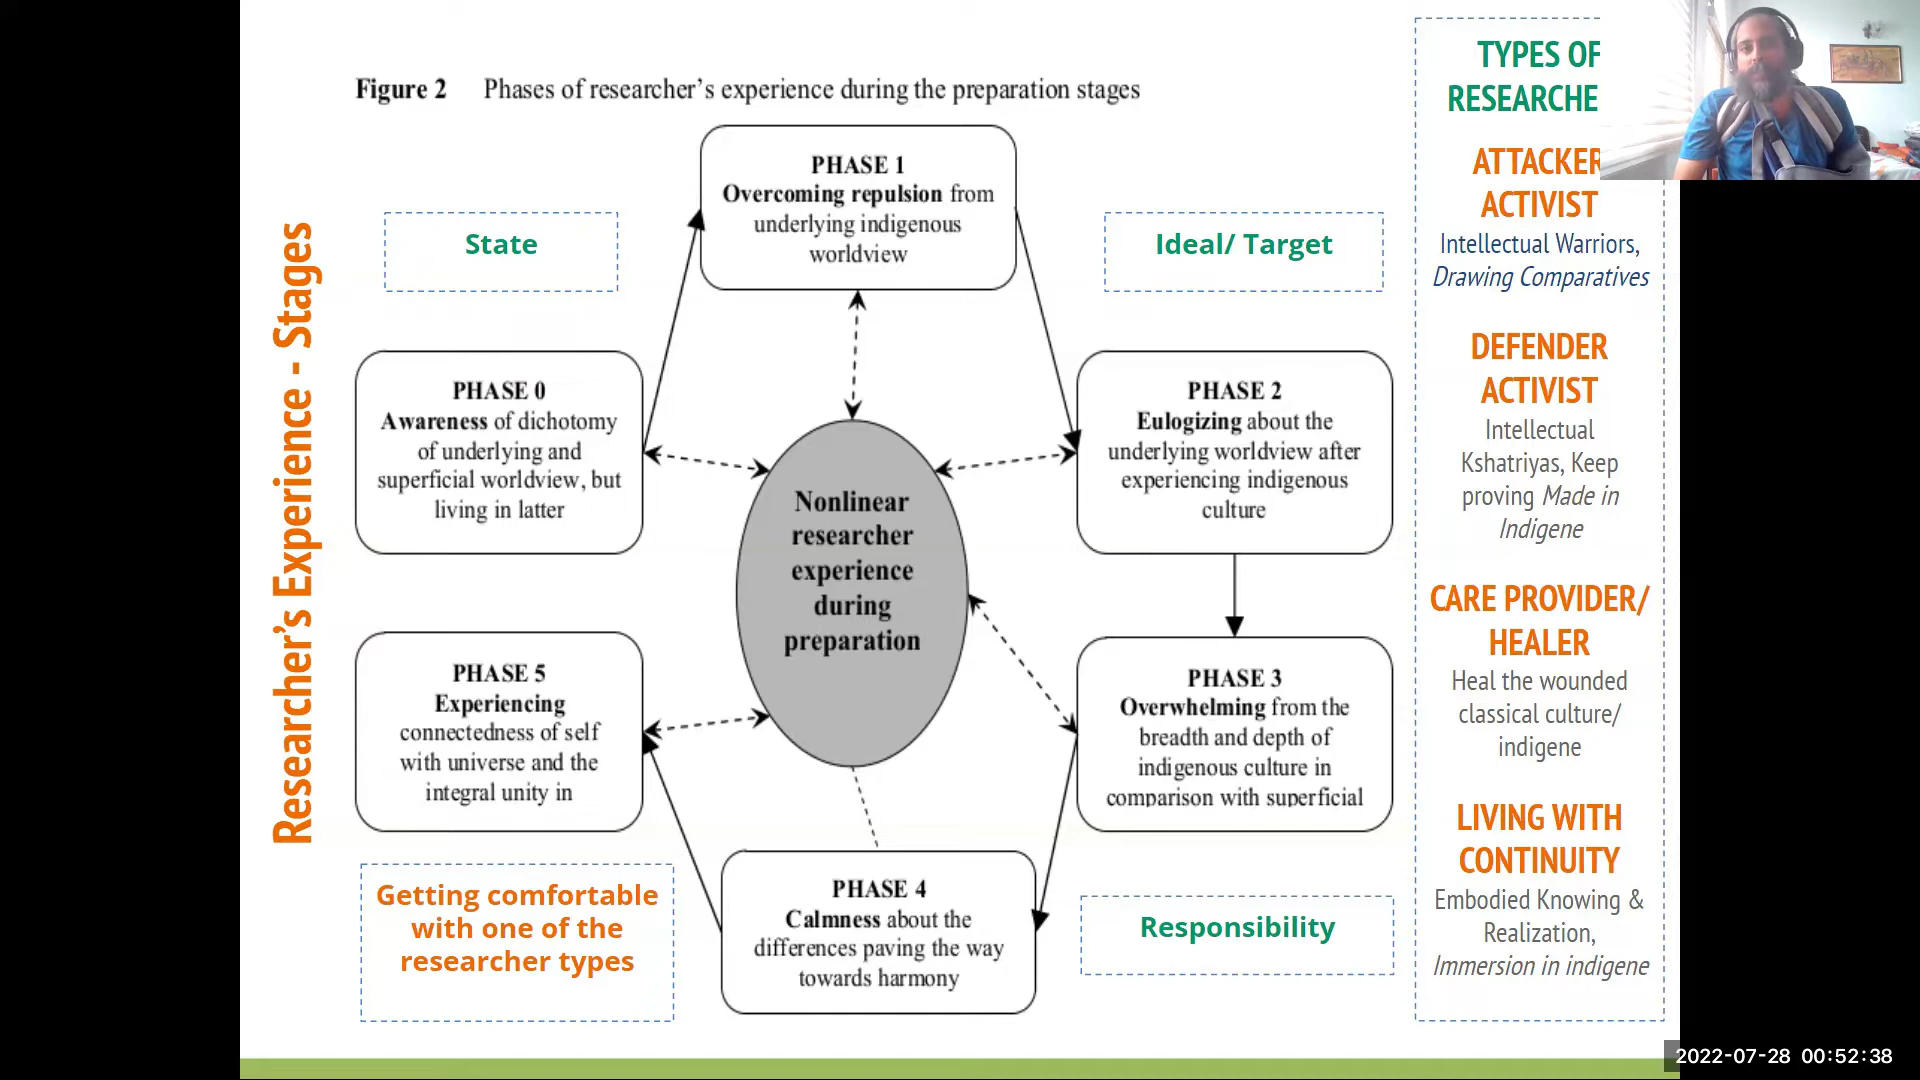 Figure 2 Phases of researcher's experience during the preparation stages
Researcher's Experience - Stages
State
PHASE 1
Overcoming repulsion from
underlying indigenous
worldview
Ideal/ Target
PHASE 0
Awareness of dichotomy
of underlying and
superficial worldview, but
living in latter
PHASE 2
Eulogizing about the
underlying worldview after
experiencing indigenous
culture
Nonlinear
researcher
experience
during
preparation
PHASE 5
Experiencing
connectedness of self
with universe and the
integral unity in
PHASE 3
Overwhelming from the
breadth and depth of
indigenous culture in
comparison with superficial
PHASE 4
Calmness about the
differences paving the way
towards harmony
Getting comfortable
with one of the
researcher types
Responsibility
TYPES OF
RESEARCHE
ATTACKER
ACTIVIST
Intellectual Warriors,
Drawing Comparatives
DEFENDER
ACTIVIST
Intellectual
Kshatriyas, Keep
proving Made in
Indigene
CARE PROVIDER/
HEALER
Heal the wounded
classical culture/
indigene
LIVING WITH
CONTINUITY
Embodied Knowing &
Realization,
Immersion in indigene
2022-07-28 00:52:38